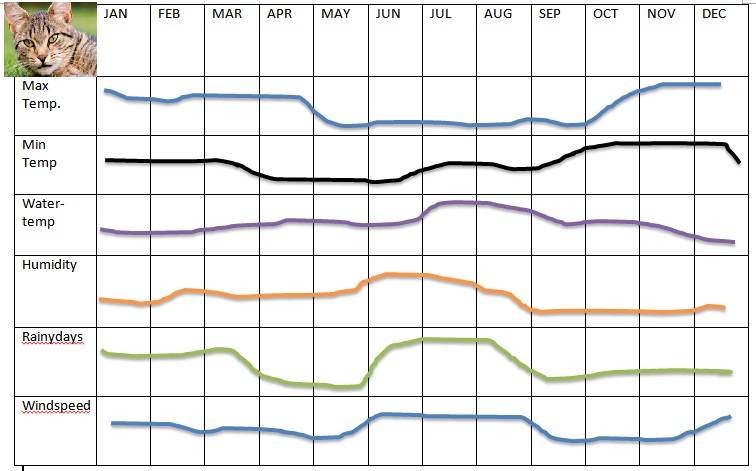 JAN FEB MAR APR MAY JUN JUL AUG SEP OCT NOV DEC
Max
Temp.
Min
Temp
Water-
temp
Humidity
Rainydays
Windspeed